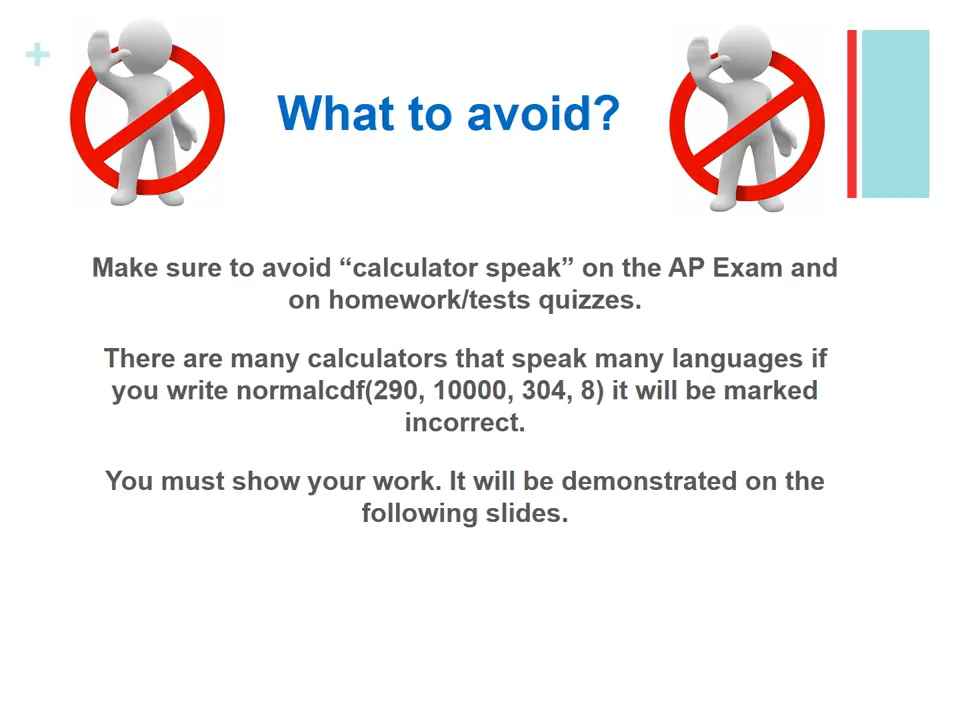 +
What to avoid?
Make sure to avoid “calculator speak” on the AP Exam and
on homework/tests quizzes.
There are many calculators that speak many languages if
you write normalcdf(290, 10000, 304, 8) it will be marked
incorrect.
You must show your work. It will be demonstrated on the
following slides.